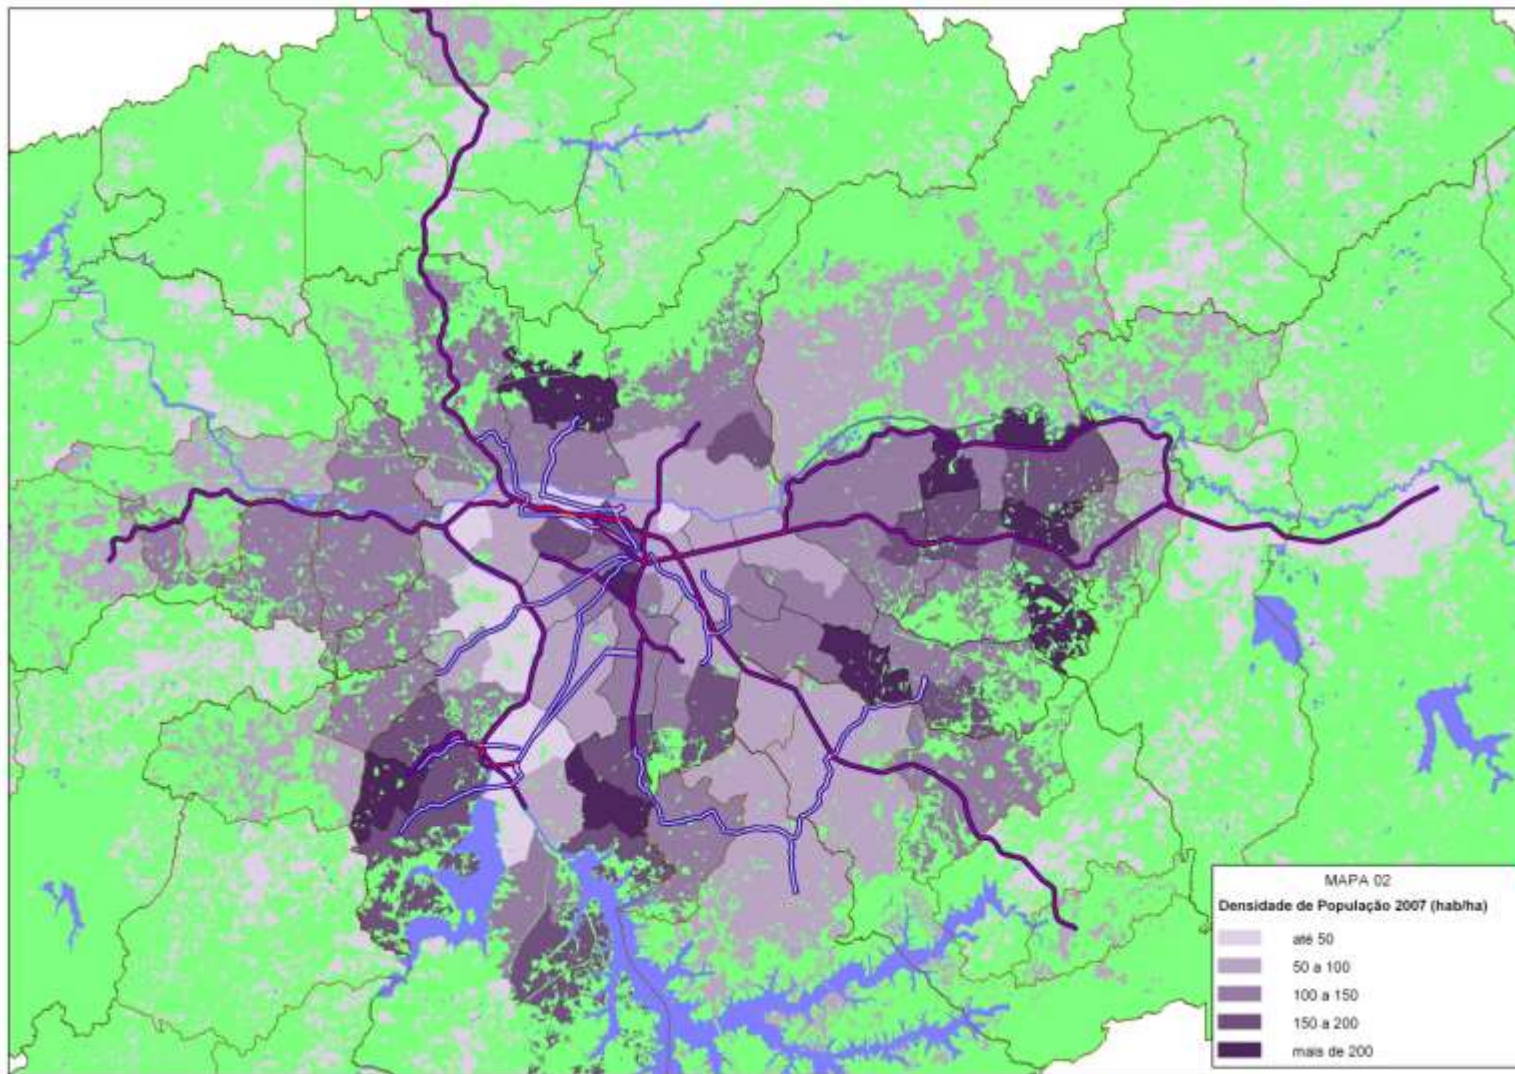 MAPA 02
Densidade de População 2007 (hab/ha)
até 50
50 a 100
100 a 150
150 a 200
mais de 200